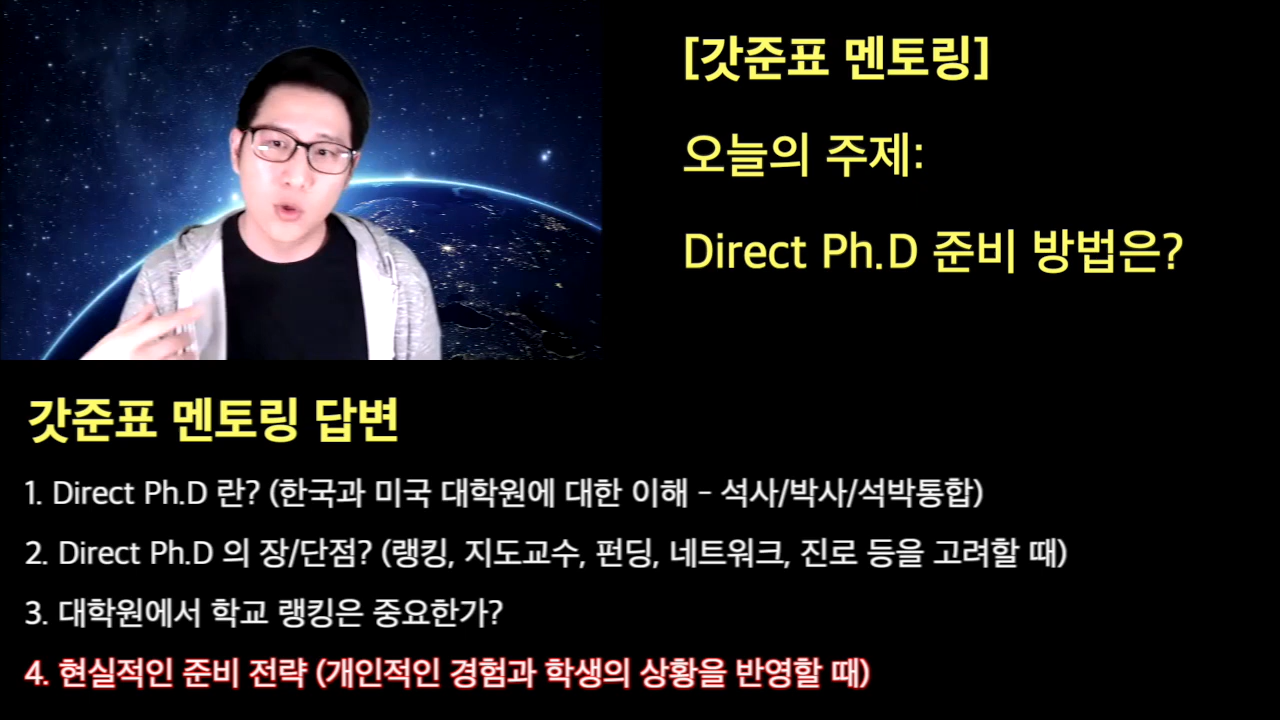 [갓준표 멘토링]
오늘의 주제:
Direct Ph.D 준비 방법은?
갓준표 멘토링 답변
1. Direct Ph.D 란? (한국과 미국 대학원에 대한 이해 - 석사/박사/석박통합)
2. Direct Ph.D 의 장/단점? (랭킹, 지도교수, 펀딩, 네트워크, 진로 등을 고려할 때)
3. 대학원에서 학교 랭킹은 중요한가?
4. 현실적인 준비 전략 (개인적인 경험과 학생의 상황을 반영할 때)